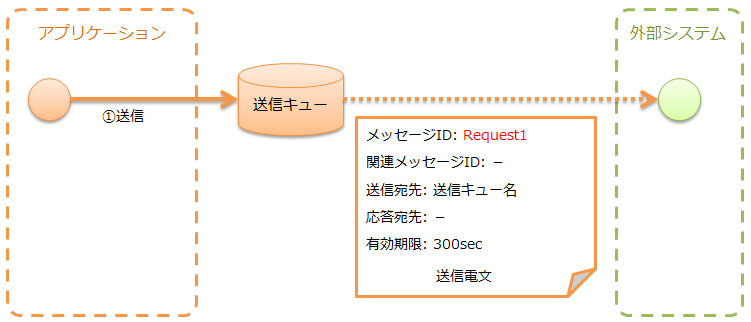 アプリケーション
外部システム
送信キュー
①送信
メッセージID: Request1
関連メッセージID: －
送信宛先: 送信キュー名
応答宛先: －
有効期限: 300sec
送信電文